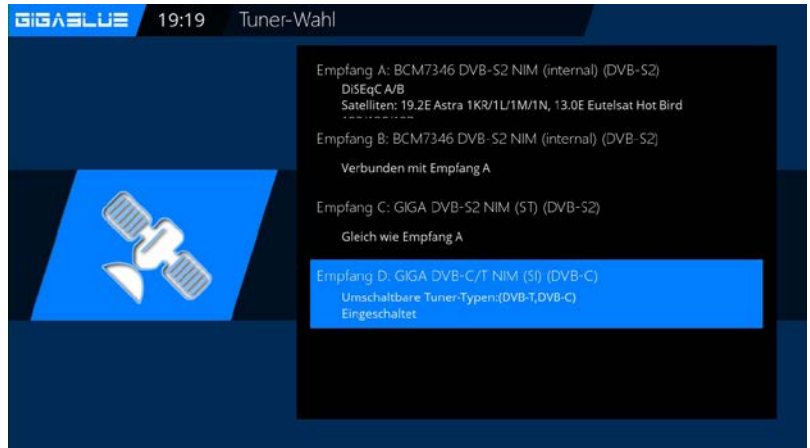 GIGABLUE 19:19 Tuner-Wahl
Empfang A: BCM7346 DVB-S2 NIM (internal) (DVB-S2)
DiSEqC A/B
Satelliten: 19.2E Astra 1KR/1L/1M/1N, 13.0E Eutelsat Hot Bird
Empfang B: BCM7346 DVB-S2 NIM (internal) (DVB-S2)
Verbunden mit Empfang A
Empfang C: GIGA DVB-S2 NIM (ST) (DVB-S2)
Gleich wie Empfang A
Empfang D: GIGA DVB-C/T NIM (SI) (DVB-C)
Umschaltbare Tuner-Typen:(DVB-T,DVB-C)
Eingeschaltet